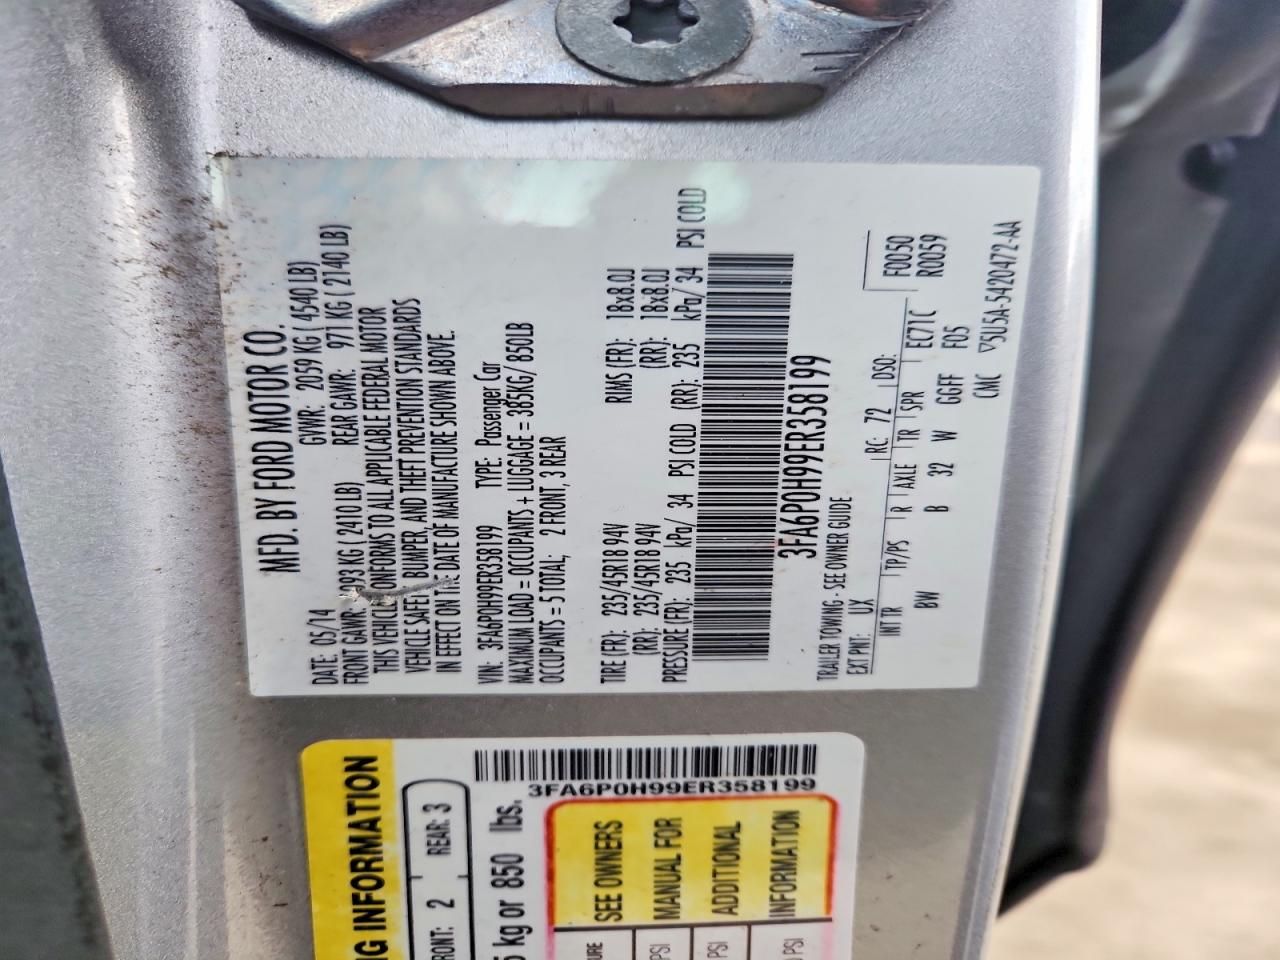 MFD. BY FORD MOTOR CO.
DATE: 05/14 GVWR: 2059 KG ( 4540 LB)
FRONT GAWR: 1093 KG ( 2410 LB) REAR GAWR: 971 KG ( 2140 LB)
THIS VEHICLE CONFORMS TO ALL APPLICABLE FEDERAL MOTOR
VEHICLE SAFETY, BUMPER, AND THEFT PREVENTION STANDARDS
IN EFFECT ON THE DATE OF MANUFACTURE SHOWN ABOVE.
VIN: 3FA6P0H99ER358199 TYPE: Passenger Car
MAXIMUM LOAD = OCCUPANTS + LUGGAGE = 385KG/ 850LB
OCCUPANTS = 5 TOTAL; 2 FRONT, 3 REAR
TIRE (FR): 235/45R18 94V RIMS (FR): 18x8.0J
(RR): 235/45R18 94V (RR): 18x8.0J
PRESSURE (FR): 235 kPa/ 34 PSI COLD (RR): 235 kPa/ 34 PSI COLD
3FA6P0H99ER358199
TRAILER TOWING - SEE OWNER GUIDE
EXT PNT: UX RC: 72 DSO: F0050
INT TR TP/PS R AXLE TR SPR EC71C R0059
BW B 32 W GGFF F05
CMC ▽5U5A-5420472-AA
NG INFORMATION
FRONT: 2 REAR: 3
5 kg or 850 lbs.
3FA6P0H99ER358199
SEE OWNERS
MANUAL FOR
ADDITIONAL
INFORMATION
PSI
PSI
PSI